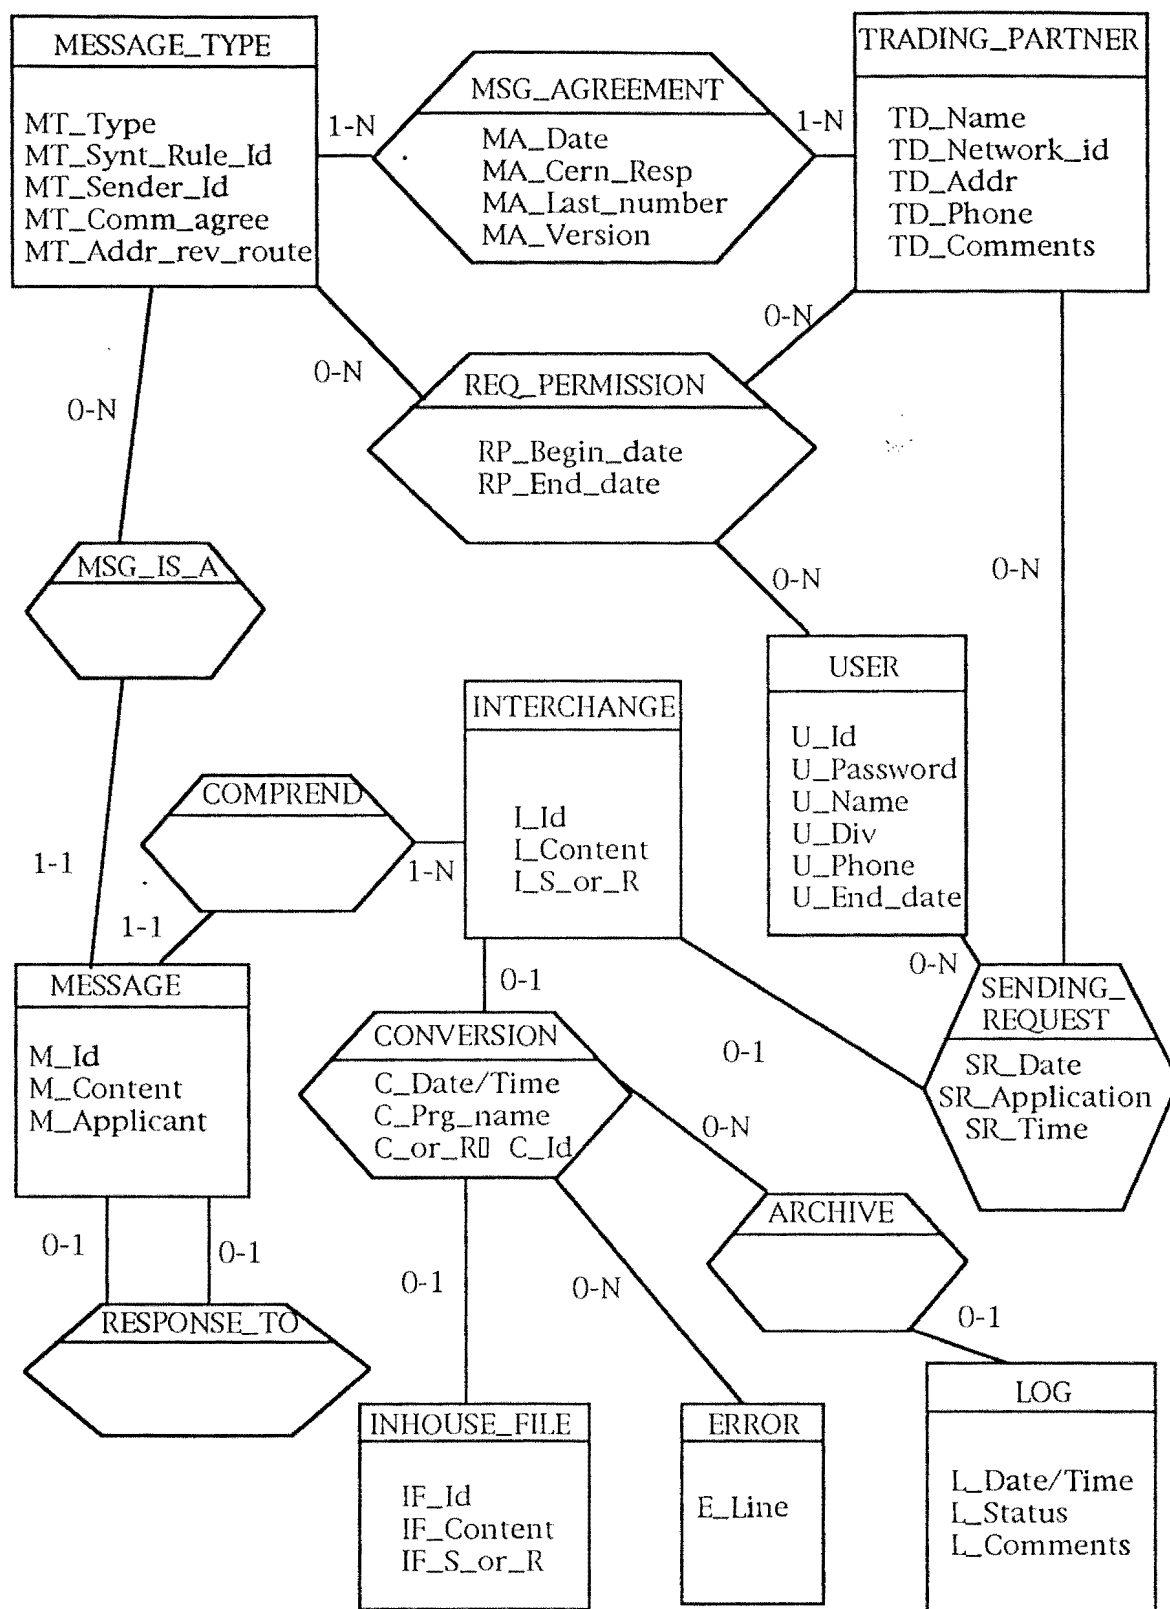 MESSAGE_TYPE
MT_Type
MT_Synt_Rule_Id
MT_Sender_Id
MT_Comm_agree
MT_Addr_rev_route
1-N
MSG_AGREEMENT
MA_Date
MA_Cern_Resp
MA_Last_number
MA_Version
1-N
TRADING_PARTNER
TD_Name
TD_Network_id
TD_Addr
TD_Phone
TD_Comments
0-N
0-N
0-N
REQ_PERMISSION
RP_Begin_date
RP_End_date
MSG_IS_A
0-N
0-N
USER
U_Id
U_Password
U_Name
U_Div
U_Phone
U_End_date
INTERCHANGE
I_Id
I_Content
I_S_or_R
COMPREND
1-N
1-1
1-1
MESSAGE
M_Id
M_Content
M_Applicant
0-1
0-N
SENDING_
REQUEST
SR_Date
SR_Application
SR_Time
0-1
CONVERSION
C_Date/Time
C_Prg_name
C_or_R▯ C_Id
0-N
ARCHIVE
0-1
0-1
RESPONSE_TO
0-1
0-N
0-1
INHOUSE_FILE
IF_Id
IF_Content
IF_S_or_R
ERROR
E_Line
LOG
L_Date/Time
L_Status
L_Comments